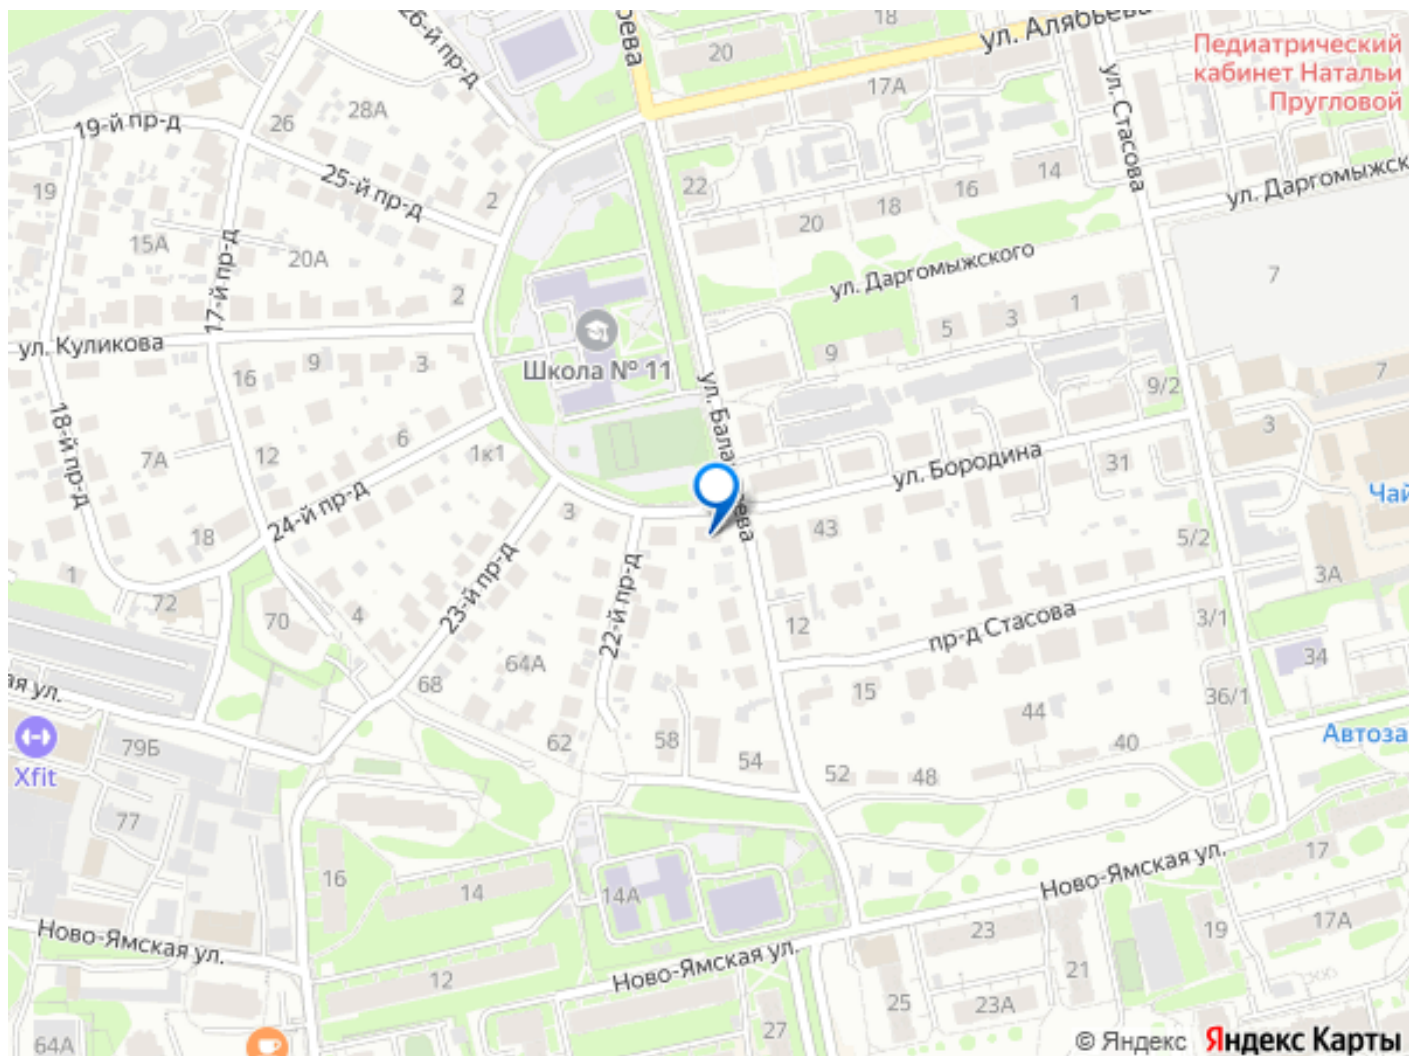 26-й пр-д
18
20
ул. Алябьева
17А
Педиатрический
кабинет Натальи
Пругловой
ул. Стасова
28А
26
19-й пр-д
25-й пр-д
19
2
22
14
16
18
20
ул. Даргомыжск
15А
20А
17-й пр-д
ул. Даргомыжского
7
2
1
3
5
ул. Куликова
9
3
16
Школа № 11
9
7
9/2
18-й пр-д
6
1к1
12
7А
3
ул. Бородина
31
Чай
24-й пр-д
18
3
43
5/2
1
72
23-й пр-д
22-й пр-д
3А
70
4
12
пр-д Стасова
3/1
64А
34
ая ул.
68
15
36/1
44
79Б
62
58
54
52
48
40
Автоза
Xfit
77
16
14
14А
17
Ново-Ямская ул.
23
19
17А
Ново-Ямская ул.
12
Ново-Ямская ул.
21
25
23А
27
64А
© Яндекс Яндекс Карты